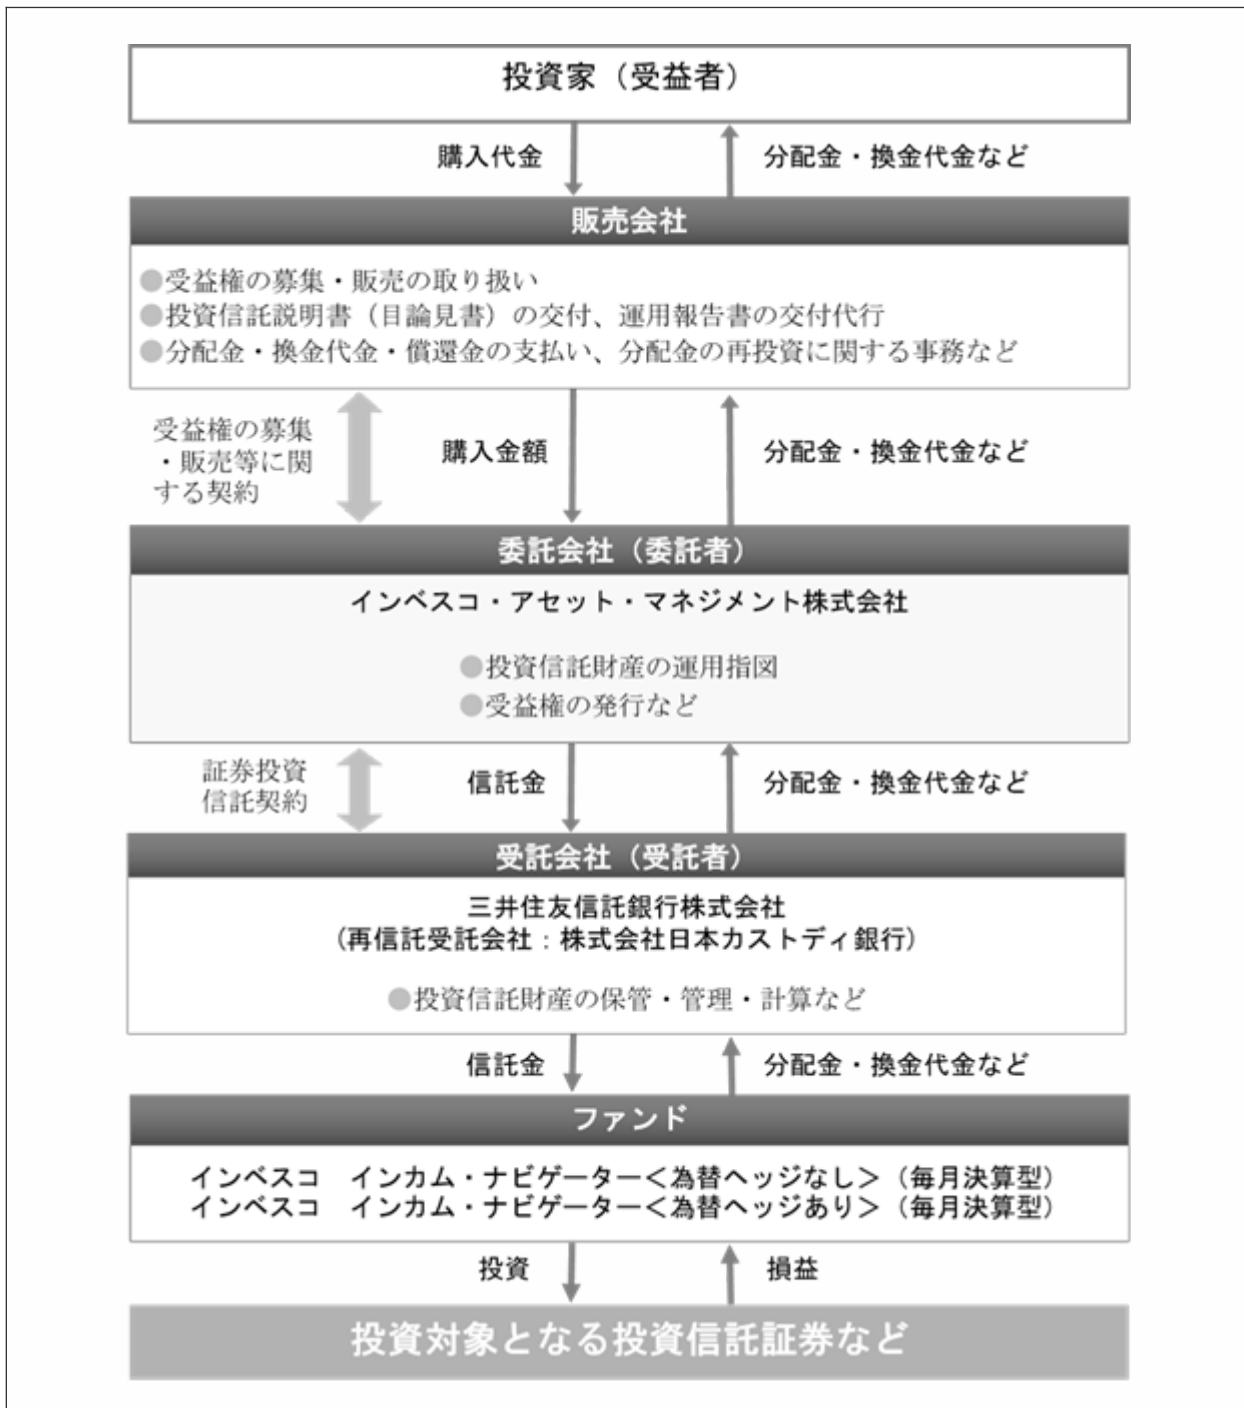 投資家（受益者）
購入代金
分配金・換金代金など
販売会社
●受益権の募集・販売の取り扱い
●投資信託説明書（目論見書）の交付、運用報告書の交付代行
●分配金・換金代金・償還金の支払い、分配金の再投資に関する事務など
受益権の募集
・販売等に関
する契約
購入金額
分配金・換金代金など
委託会社（委託者）
インベスコ・アセット・マネジメント株式会社
●投資信託財産の運用指図
●受益権の発行など
証券投資
信託契約
信託金
分配金・換金代金など
受託会社（受託者）
三井住友信託銀行株式会社
（再信託受託会社：株式会社日本カストディ銀行）
●投資信託財産の保管・管理・計算など
信託金
分配金・換金代金など
ファンド
インベスコ　インカム・ナビゲーター＜為替ヘッジなし＞（毎月決算型）
インベスコ　インカム・ナビゲーター＜為替ヘッジあり＞（毎月決算型）
投資
損益
投資対象となる投資信託証券など